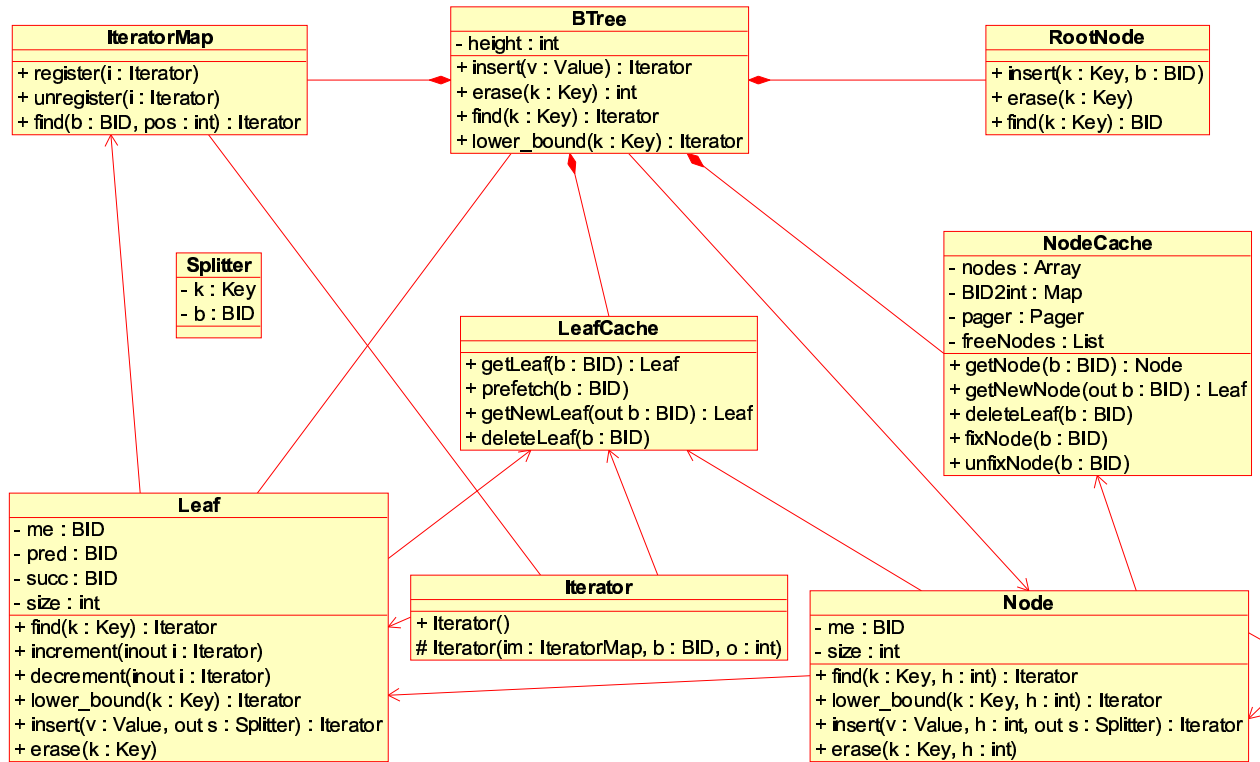 IteratorMap
+ register(i : Iterator)
+ unregister(i : Iterator)
+ find(b : BID, pos : int) : Iterator
BTree
- height : int
+ insert(v : Value) : Iterator
+ erase(k : Key) : int
+ find(k : Key) : Iterator
+ lower_bound(k : Key) : Iterator
RootNode
+ insert(k : Key, b : BID)
+ erase(k : Key)
+ find(k : Key) : BID
Splitter
- k : Key
- b : BID
LeafCache
+ getLeaf(b : BID) : Leaf
+ prefetch(b : BID)
+ getNewLeaf(out b : BID) : Leaf
+ deleteLeaf(b : BID)
NodeCache
- nodes : Array
- BID2int : Map
- pager : Pager
- freeNodes : List
+ getNode(b : BID) : Node
+ getNewNode(out b : BID) : Leaf
+ deleteLeaf(b : BID)
+ fixNode(b : BID)
+ unfixNode(b : BID)
Leaf
- me : BID
- pred : BID
- succ : BID
- size : int
+ find(k : Key) : Iterator
+ increment(inout i : Iterator)
+ decrement(inout i : Iterator)
+ lower_bound(k : Key) : Iterator
+ insert(v : Value, out s : Splitter) : Iterator
+ erase(k : Key)
Iterator
+ Iterator()
# Iterator(im : IteratorMap, b : BID, o : int)
Node
- me : BID
- size : int
+ find(k : Key, h : int) : Iterator
+ lower_bound(k : Key, h : int) : Iterator
+ insert(v : Value, h : int, out s : Splitter) : Iterator
+ erase(k : Key, h : int)